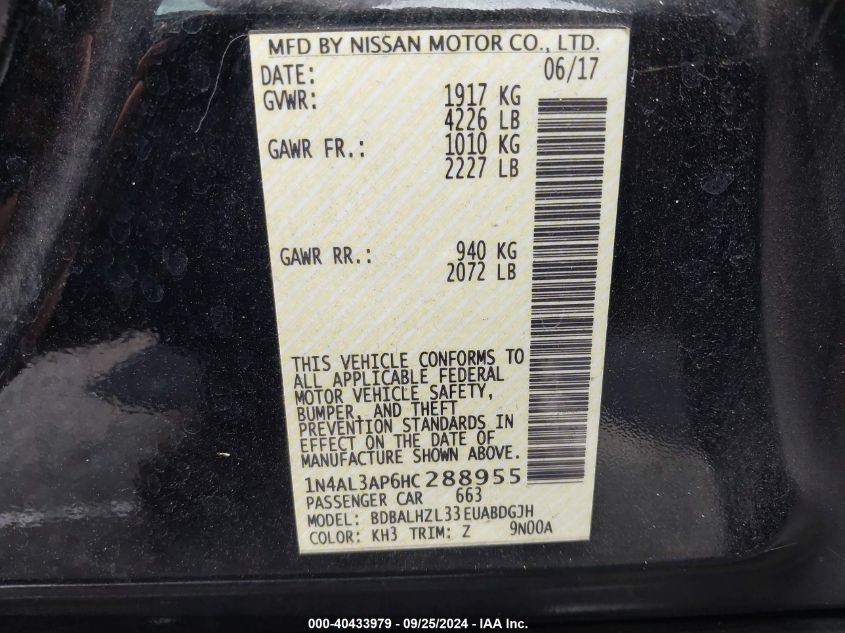 MFD BY NISSAN MOTOR CO., LTD.
DATE: 06/17
GVWR: 1917 KG
4226 LB
GAWR FR.: 1010 KG
2227 LB
GAWR RR.: 940 KG
2072 LB
THIS VEHICLE CONFORMS TO
ALL APPLICABLE FEDERAL
MOTOR VEHICLE SAFETY,
BUMPER, AND THEFT
PREVENTION STANDARDS IN
EFFECT ON THE DATE OF
MANUFACTURE SHOWN ABOVE.
1N4AL3AP6HC288955
PASSENGER CAR 663
MODEL: BDBALHZL33EUABDGJH
COLOR: KH3 TRIM: Z 9N00A
000-40433979 - 09/25/2024 - IAA Inc.